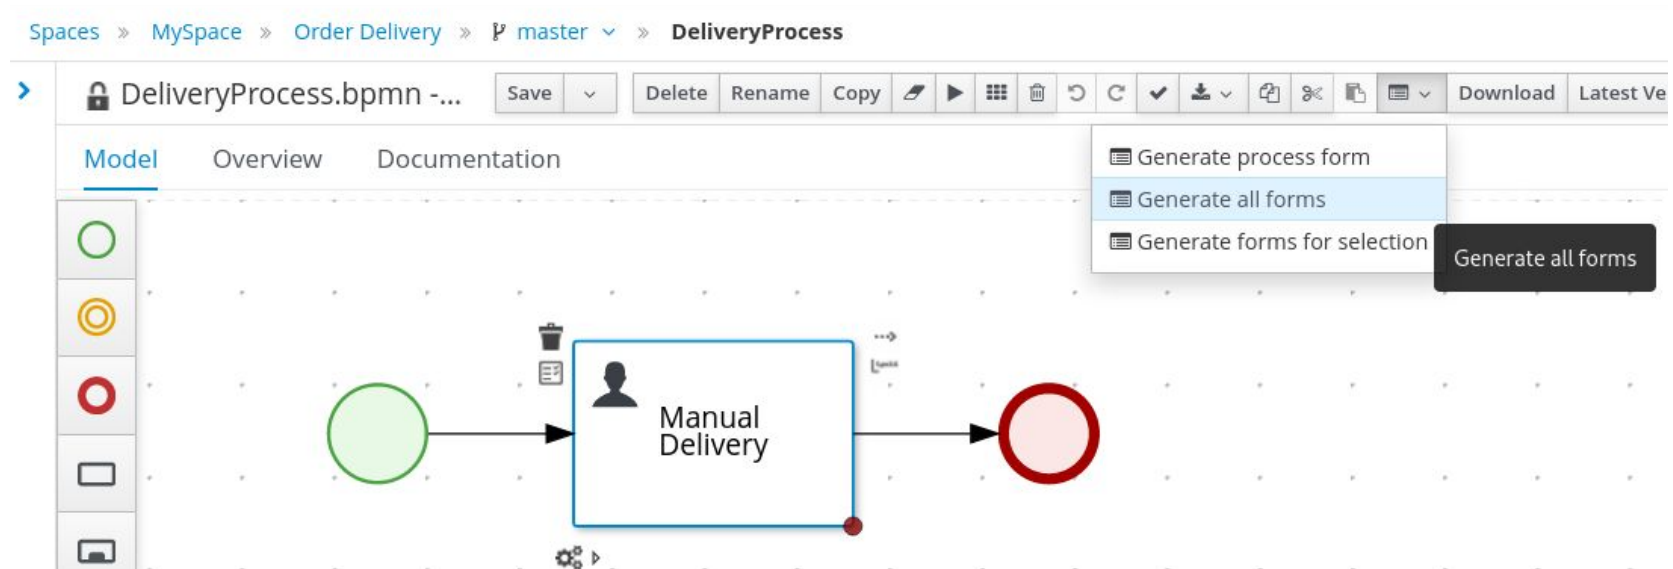 Spaces » MySpace » Order Delivery » master » DeliveryProcess
DeliveryProcess.bpmn -... Save Delete Rename Copy Download Latest Ve
Model Overview Documentation
Generate process form
Generate all forms
Generate forms for selection
Generate all forms
Manual
Delivery